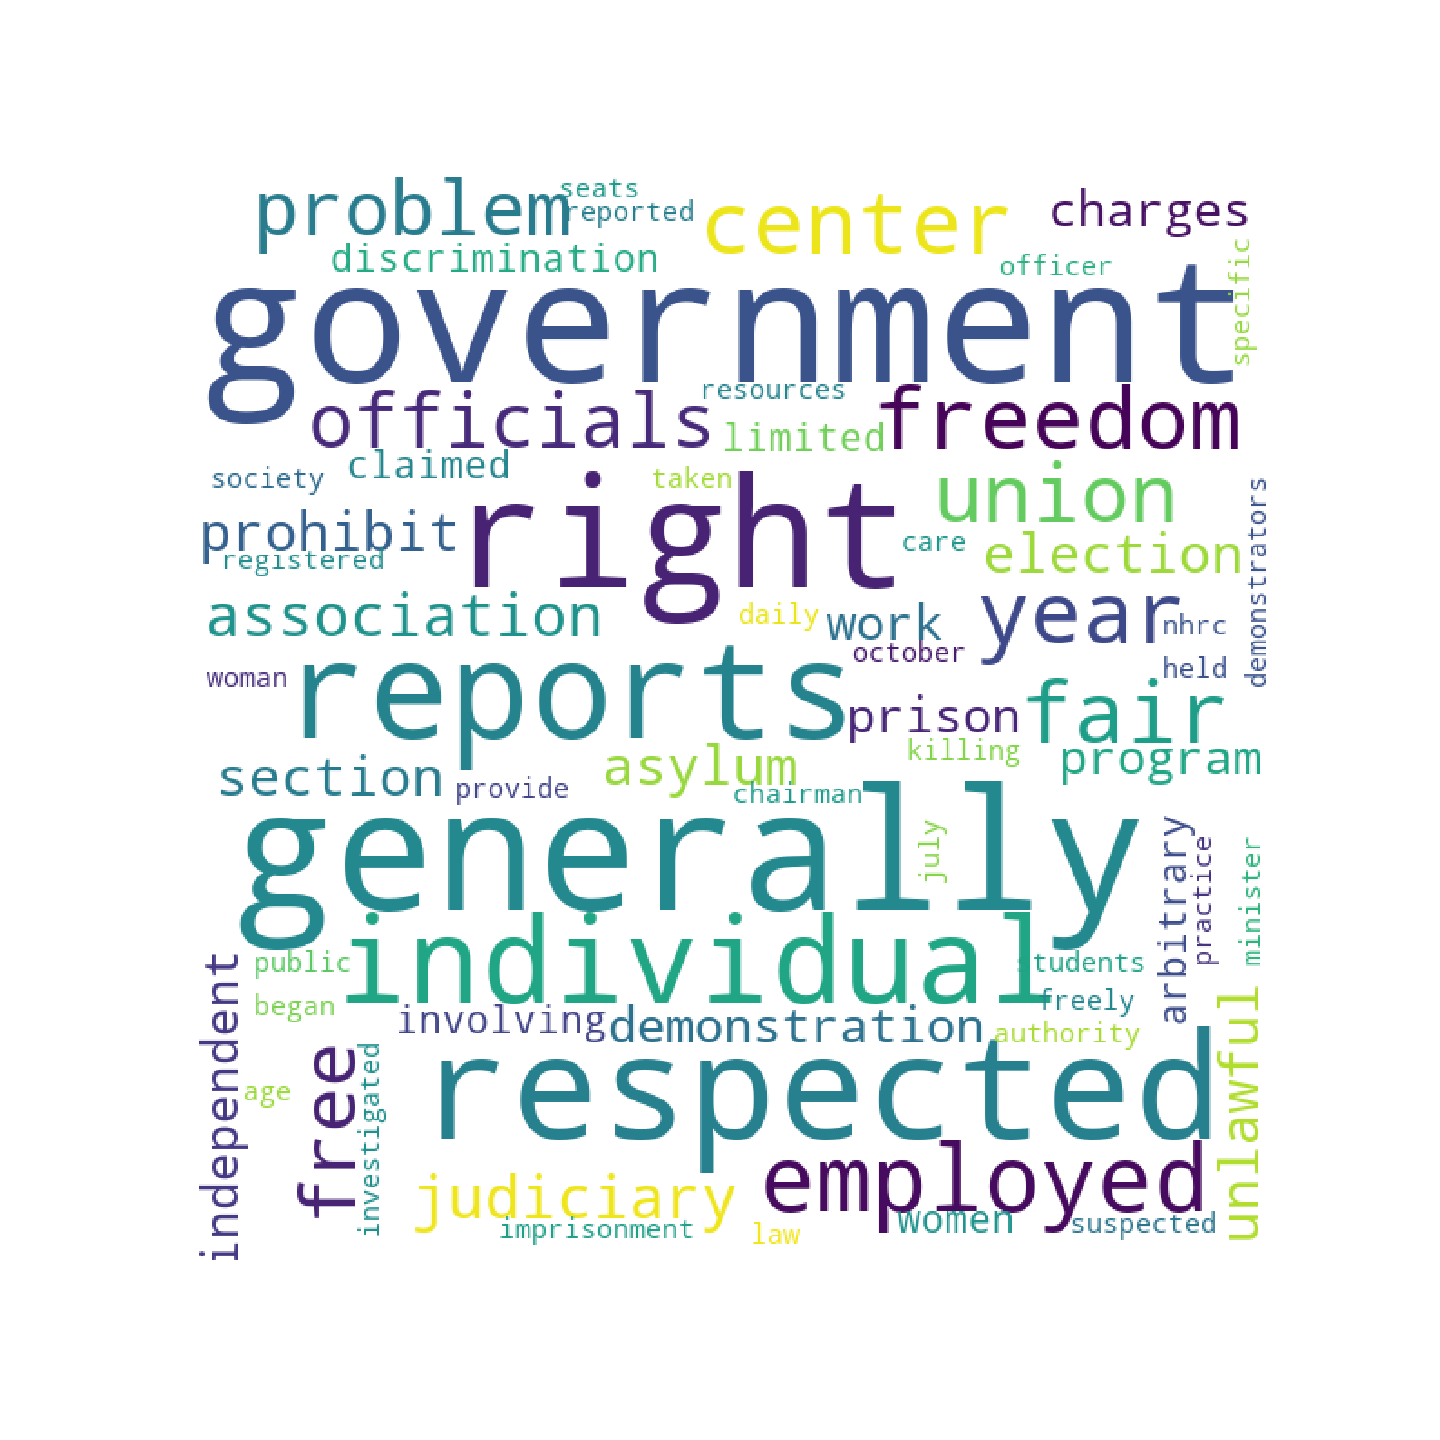 seats
problem
reported
center
charges
discrimination
officer
specific
government
resources
officials
limited
freedom
claimed
society
taken
right
union
demonstrators
prohibit
care
election
registered
association
daily
work
year
nhrc
october
woman
reports
held
prison
fair
killing
asylum
program
section
provide
chairman
generally
july
arbitrary
practice
minister
individual
public
students
independent
began
freely
involving
demonstration
authority
unlawful
free
investigated
age
respected
employed
judiciary
women
suspected
imprisonment
law